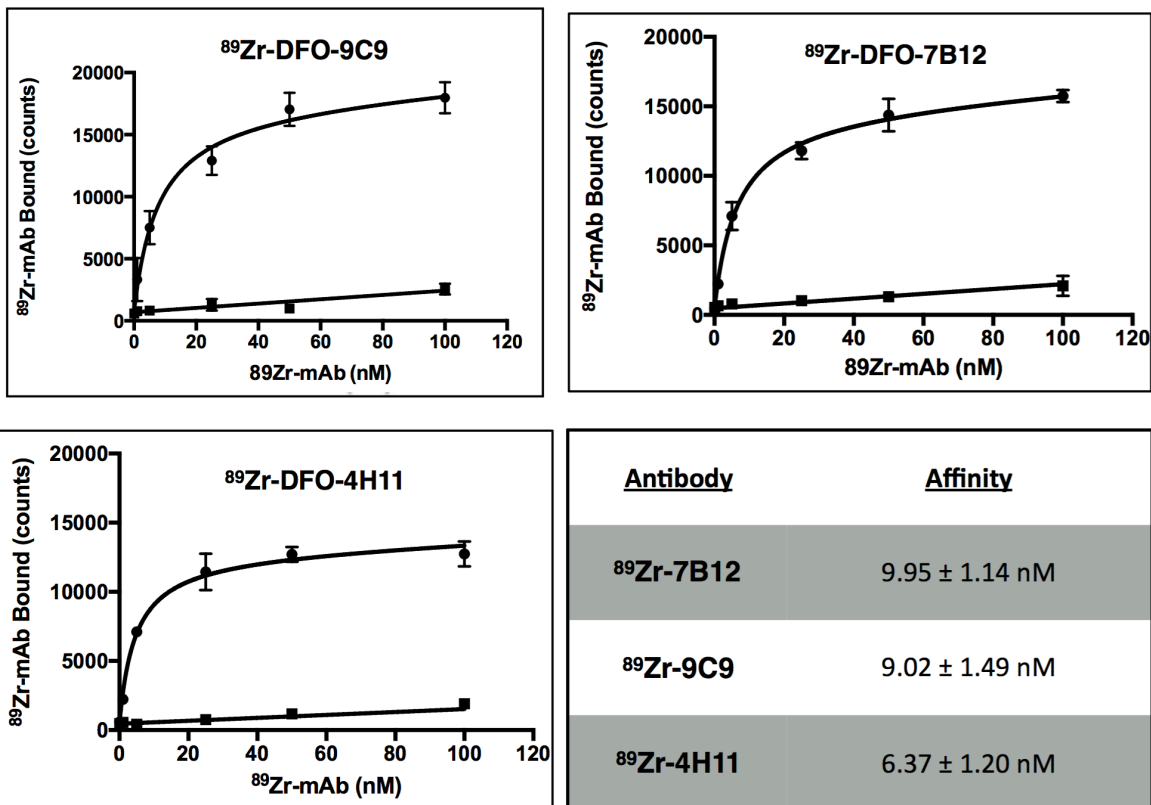 ⁸⁹Zr-DFO-9C9
⁸⁹Zr-mAb Bound (counts)
20000
15000
10000
5000
0
0 20 40 60 80 100 120
89Zr-mAb (nM)
⁸⁹Zr-DFO-7B12
⁸⁹Zr-mAb Bound (counts)
20000
15000
10000
5000
0
0 20 40 60 80 100 120
89Zr-mAb (nM)
⁸⁹Zr-DFO-4H11
⁸⁹Zr-mAb Bound (counts)
20000
15000
10000
5000
0
0 20 40 60 80 100 120
⁸⁹Zr-mAb (nM)
Antibody Affinity
⁸⁹Zr-7B12 9.95 ± 1.14 nM
⁸⁹Zr-9C9 9.02 ± 1.49 nM
⁸⁹Zr-4H11 6.37 ± 1.20 nM